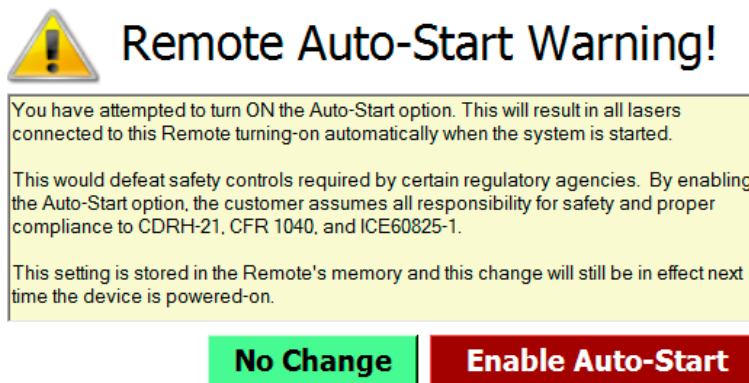 Remote Auto-Start Warning!
You have attempted to turn ON the Auto-Start option. This will result in all lasers
connected to this Remote turning-on automatically when the system is started.
This would defeat safety controls required by certain regulatory agencies. By enabling
the Auto-Start option, the customer assumes all responsibility for safety and proper
compliance to CDRH-21, CFR 1040, and ICE60825-1.
This setting is stored in the Remote's memory and this change will still be in effect next
time the device is powered-on.
No Change Enable Auto-Start